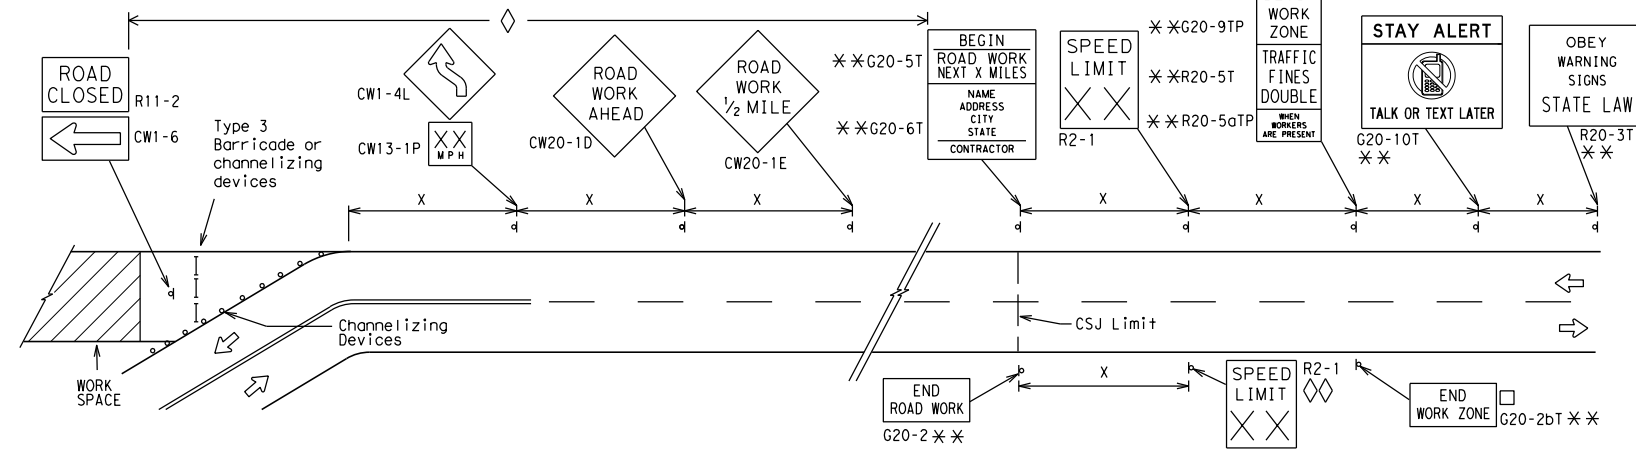 ROAD
CLOSED
R11-2
CW1-6
Type 3
Barricade or
channelizing
devices
CW1-4L
CW13-1P
XX
MPH
ROAD
WORK
AHEAD
CW20-1D
ROAD
WORK
1/2 MILE
CW20-1E
**G20-5T
**G20-6T
BEGIN
ROAD WORK
NEXT X MILES
NAME
ADDRESS
CITY
STATE
CONTRACTOR
SPEED
LIMIT
XX
R2-1
**G20-9TP
**R20-5T
**R20-5aTP
WORK
ZONE
TRAFFIC
FINES
DOUBLE
WHEN
WORKERS
ARE PRESENT
STAY ALERT
TALK OR TEXT LATER
G20-10T
**
OBEY
WARNING
SIGNS
STATE LAW
R20-3T
**
X
X
X
X
X
X
X
Channelizing
Devices
WORK
SPACE
CSJ Limit
END
ROAD WORK
G20-2 **
X
SPEED
LIMIT
XX
R2-1
◊◊
END
WORK ZONE
□
G20-2bT **